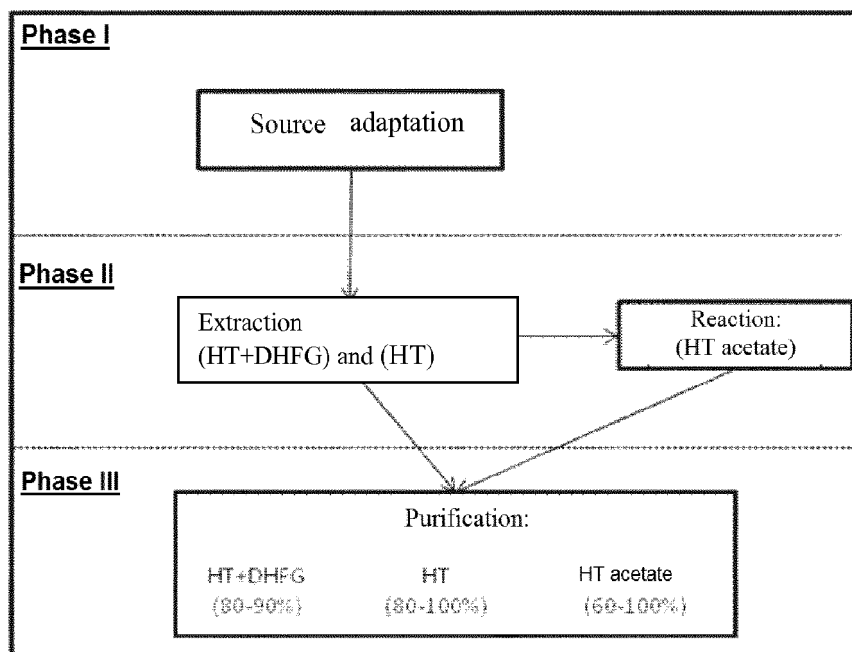 Phase I
Source adaptation
Phase II
Extraction
(HT+DHFG) and (HT)
Reaction:
(HT acetate)
Phase III
Purification:
HT+DHFG HT HT acetate
(80-90%) (80-100%) (60-100%)